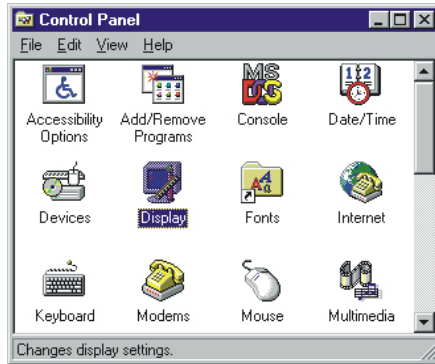 Control Panel
File Edit View Help
MS
DOS
12
Accessibility Options
Add/Remove Programs
Console
Date/Time
Devices
Display
Fonts
Internet
Keyboard
Modems
Mouse
Multimedia
Changes display settings.